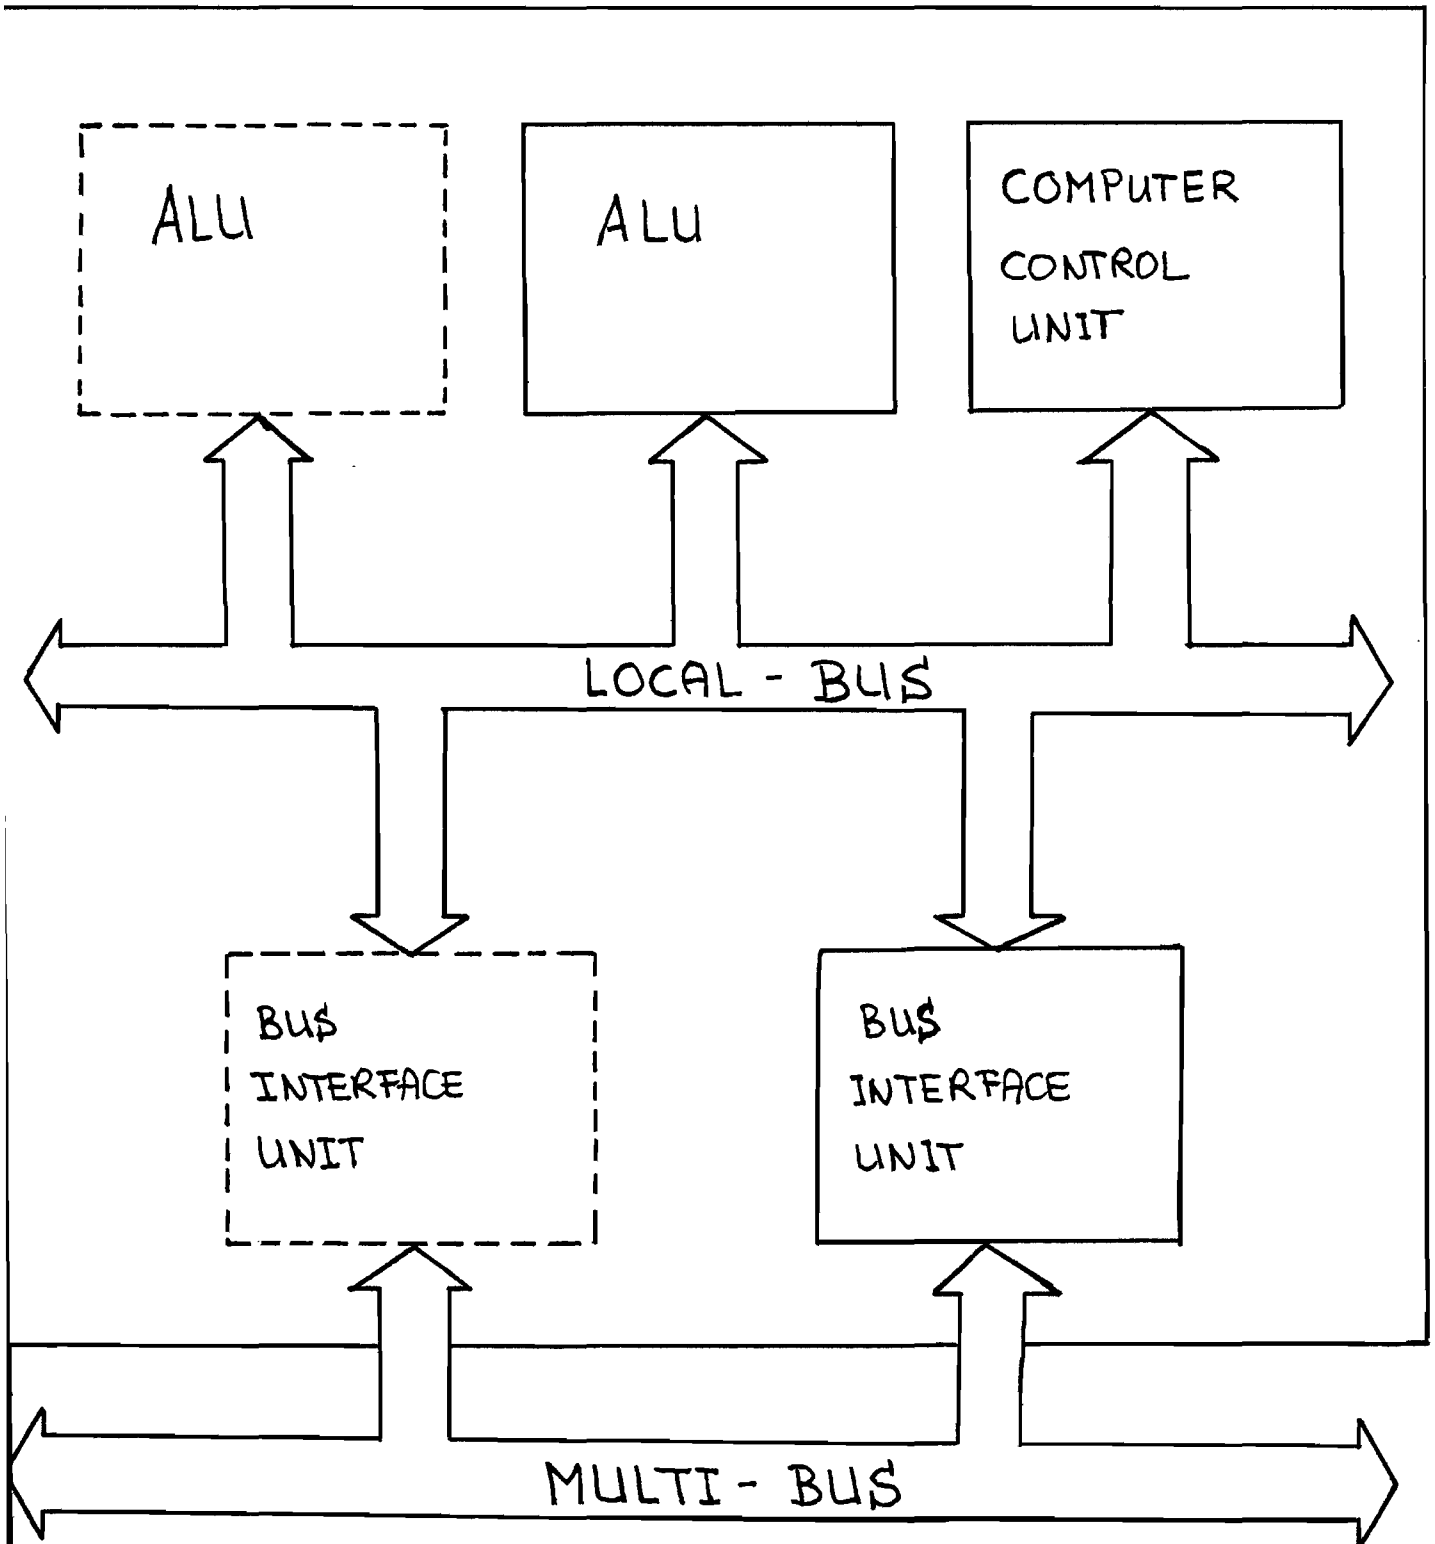 ALU
ALU
COMPUTER
CONTROL
UNIT
LOCAL - BUS
BUS
INTERFACE
UNIT
BUS
INTERFACE
UNIT
MULTI - BUS